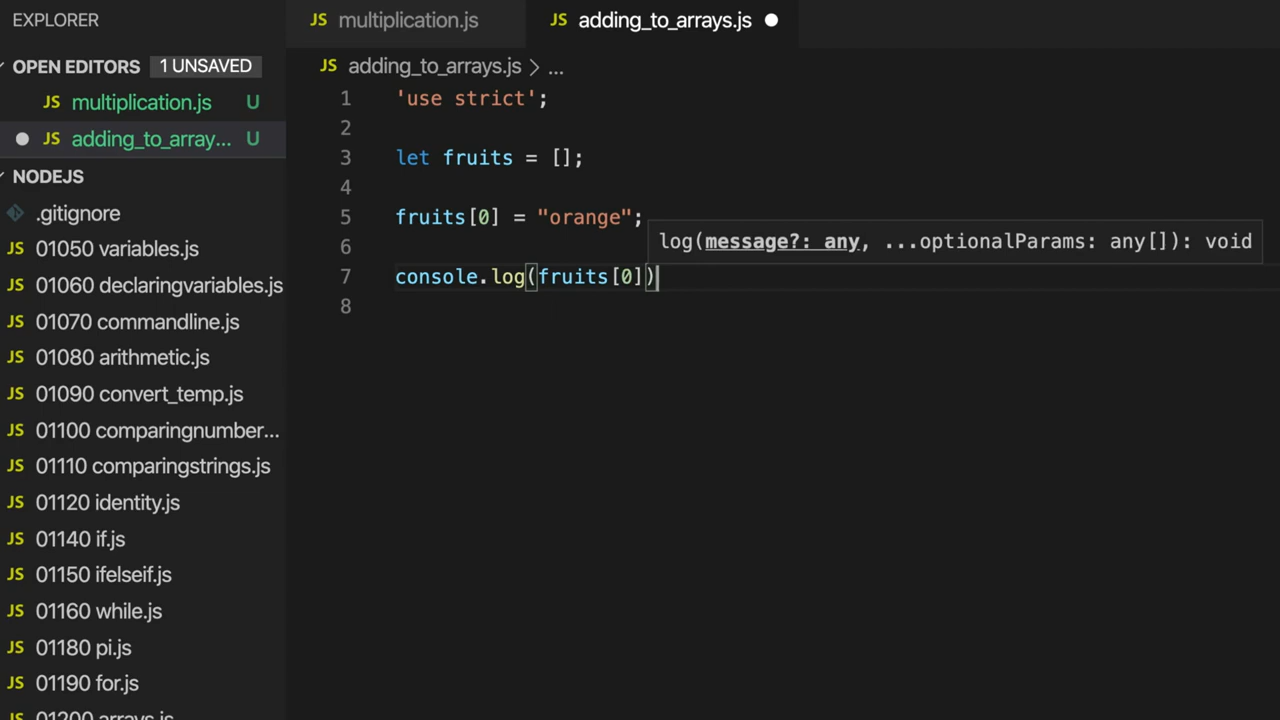 EXPLORER
JS multiplication.js
JS adding_to_arrays.js
OPEN EDITORS 1 UNSAVED
JS multiplication.js U
JS adding_to_array... U
NODEJS
.gitignore
JS 01050 variables.js
JS 01060 declaringvariables.js
JS 01070 commandline.js
JS 01080 arithmetic.js
JS 01090 convert_temp.js
JS 01100 comparingnumber...
JS 01110 comparingstrings.js
JS 01120 identity.js
JS 01140 if.js
JS 01150 ifelseif.js
JS 01160 while.js
JS 01180 pi.js
JS 01190 for.js
JS 01200 arrays.js
JS adding_to_arrays.js > ...
1 'use strict';
2
3 let fruits = [];
4
5 fruits[0] = "orange";
6
log(message?: any, ...optionalParams: any[]): void
7 console.log(fruits[0])
8